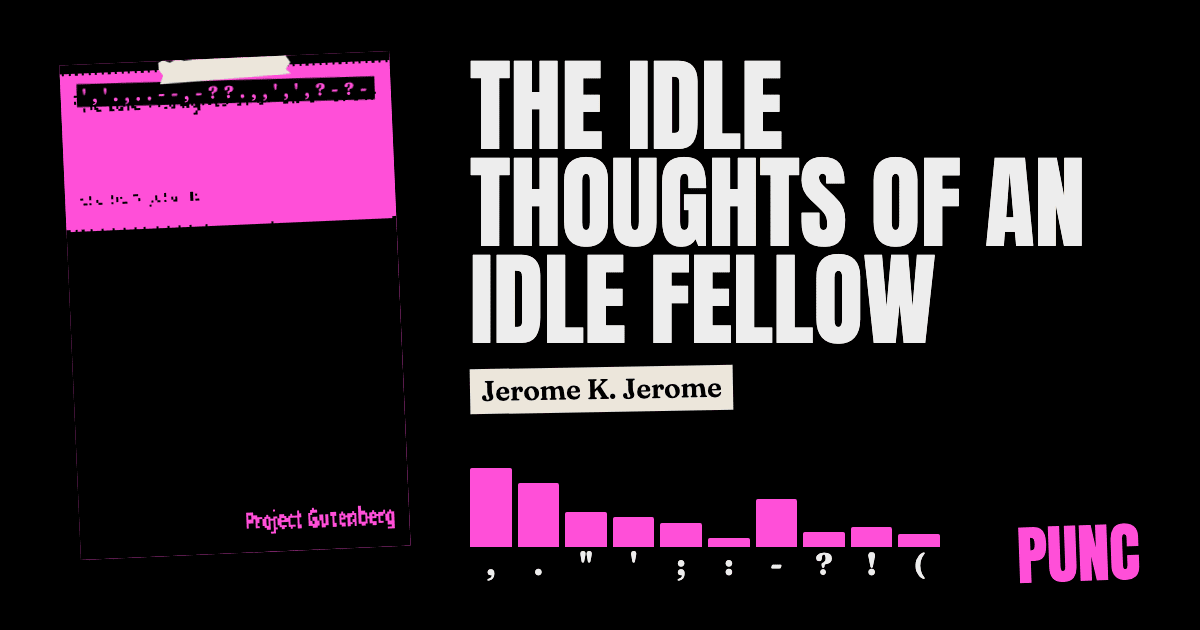 ','.,..--,-??.,,',',?-?-
Project Gutenberg
THE IDLE
THOUGHTS OF AN
IDLE FELLOW
Jerome K. Jerome
, . " ' ; : - ? ! (
PUNC